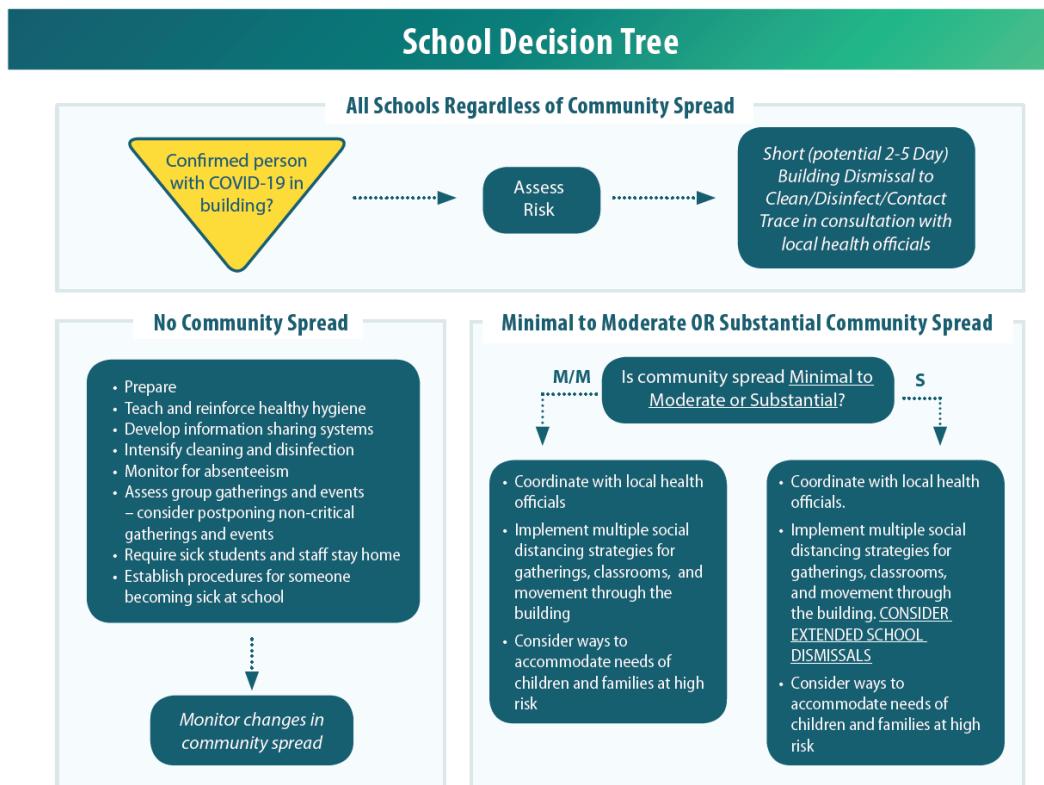 School Decision Tree
All Schools Regardless of Community Spread
Confirmed person
with COVID-19 in
building?
Assess
Risk
Short (potential 2-5 Day)
Building Dismissal to
Clean/Disinfect/Contact
Trace in consultation with
local health officials
No Community Spread
• Prepare
• Teach and reinforce healthy hygiene
• Develop information sharing systems
• Intensify cleaning and disinfection
• Monitor for absenteeism
• Assess group gatherings and events
– consider postponing non-critical
gatherings and events
• Require sick students and staff stay home
• Establish procedures for someone
becoming sick at school
Monitor changes in
community spread
Minimal to Moderate OR Substantial Community Spread
M/M
Is community spread Minimal to
Moderate or Substantial?
S
• Coordinate with local health
officials
• Implement multiple social
distancing strategies for
gatherings, classrooms, and
movement through the
building
• Consider ways to
accommodate needs of
children and families at high
risk
• Coordinate with local health
officials.
• Implement multiple social
distancing strategies for
gatherings, classrooms,
and movement through
the building. CONSIDER
EXTENDED SCHOOL
DISMISSALS
• Consider ways to
accommodate needs of
children and families at high
risk